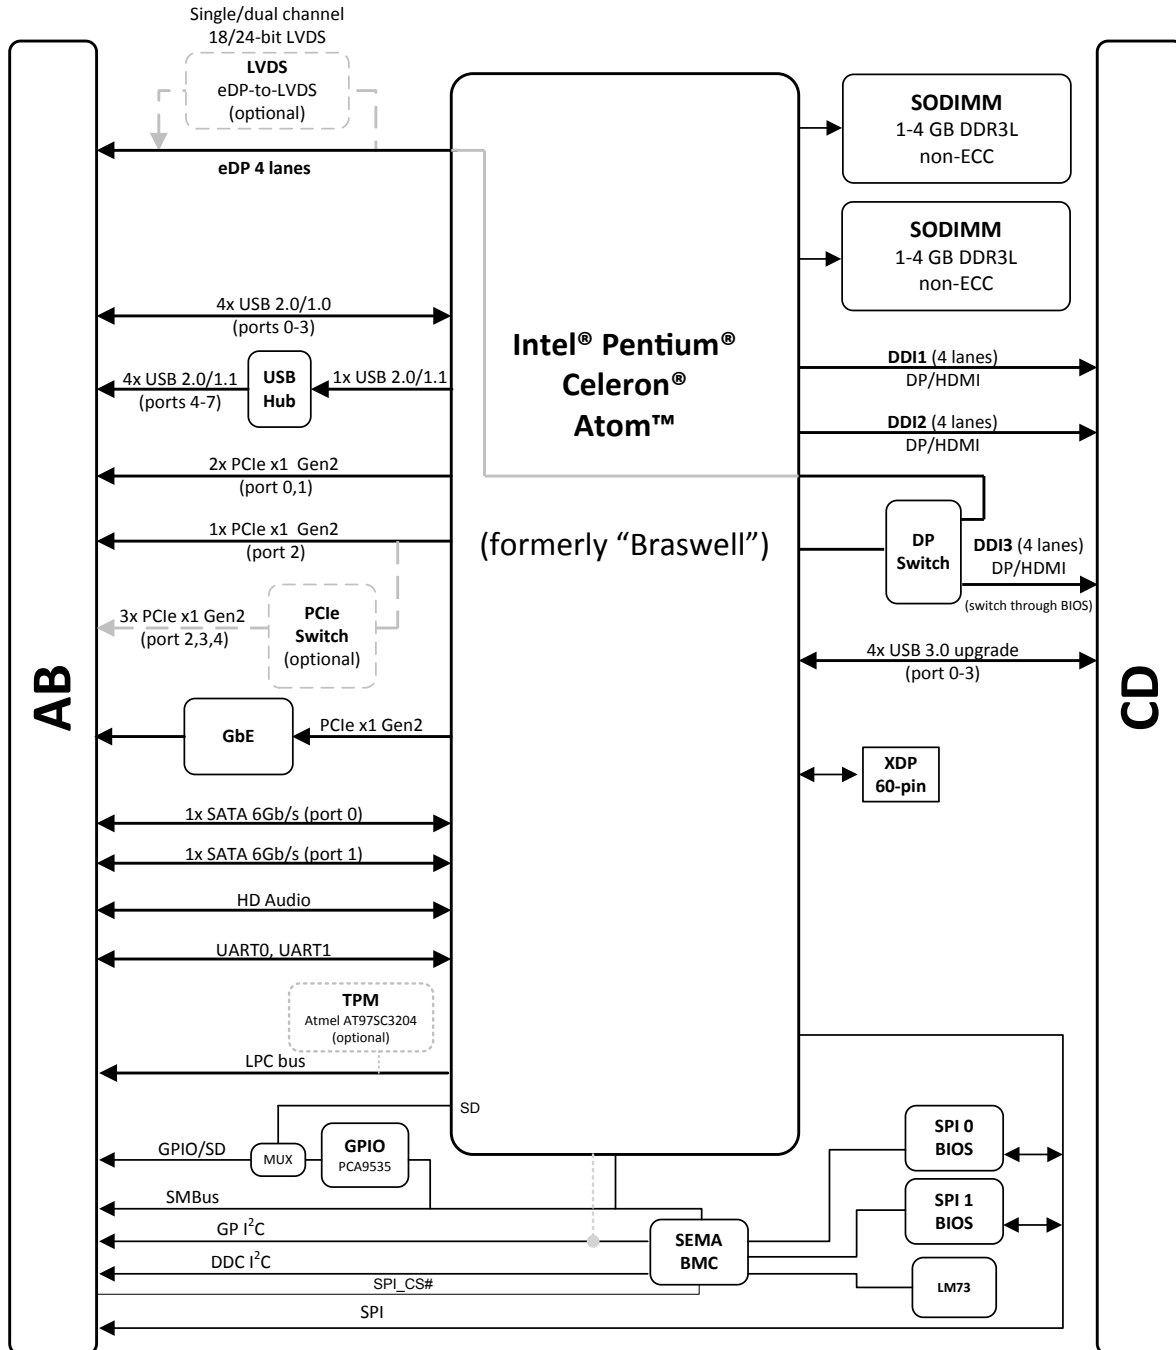 Single/dual channel
18/24-bit LVDS
LVDS
eDP-to-LVDS
(optional)
eDP 4 lanes
4x USB 2.0/1.0
(ports 0-3)
4x USB 2.0/1.1
(ports 4-7)
USB
Hub
1x USB 2.0/1.1
2x PCIe x1 Gen2
(port 0,1)
1x PCIe x1 Gen2
(port 2)
3x PCIe x1 Gen2
(port 2,3,4)
PCIe
Switch
(optional)
AB
GbE
PCIe x1 Gen2
1x SATA 6Gb/s (port 0)
1x SATA 6Gb/s (port 1)
HD Audio
UART0, UART1
TPM
Atmel AT97SC3204
(optional)
LPC bus
SD
GPIO/SD
MUX
GPIO
PCA9535
SMBus
GP I²C
DDC I²C
SPI_CS#
SPI
Intel® Pentium®
Celeron®
Atom™
(formerly “Braswell”)
SEMA
BMC
SODIMM
1-4 GB DDR3L
non-ECC
SODIMM
1-4 GB DDR3L
non-ECC
DDI1 (4 lanes)
DP/HDMI
DDI2 (4 lanes)
DP/HDMI
DP
Switch
DDI3 (4 lanes)
DP/HDMI
(switch through BIOS)
4x USB 3.0 upgrade
(port 0-3)
CD
XDP
60-pin
SPI 0
BIOS
SPI 1
BIOS
LM73